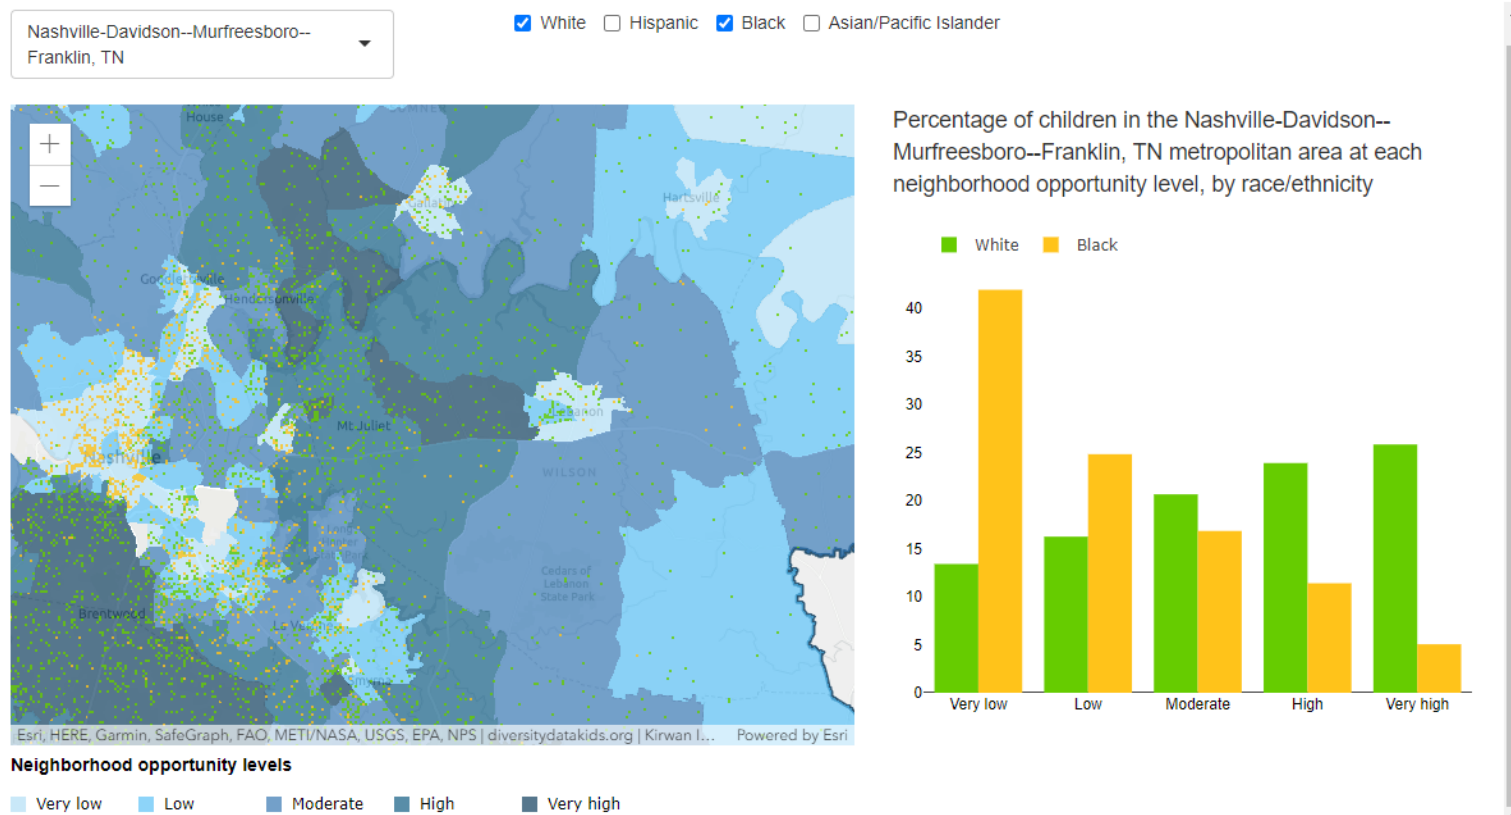 Nashville-Davidson--Murfreesboro--
Franklin, TN
White
Hispanic
Black
Asian/Pacific Islander
+
−
House
Gallatin
Hartsville
Goodlettsville
Hendersonville
Mt Juliet
Lebanon
Nashville
WILSON
Cedars of
Lebanon
State Park
Brentwood
La Vergne
Smyrna
Esri, HERE, Garmin, SafeGraph, FAO, METI/NASA, USGS, EPA, NPS | diversitydatakids.org | Kirwan I...
Powered by Esri
Neighborhood opportunity levels
Very low
Low
Moderate
High
Very high
Percentage of children in the Nashville-Davidson--
Murfreesboro--Franklin, TN metropolitan area at each
neighborhood opportunity level, by race/ethnicity
White
Black
40
35
30
25
20
15
10
5
0
Very low
Low
Moderate
High
Very high